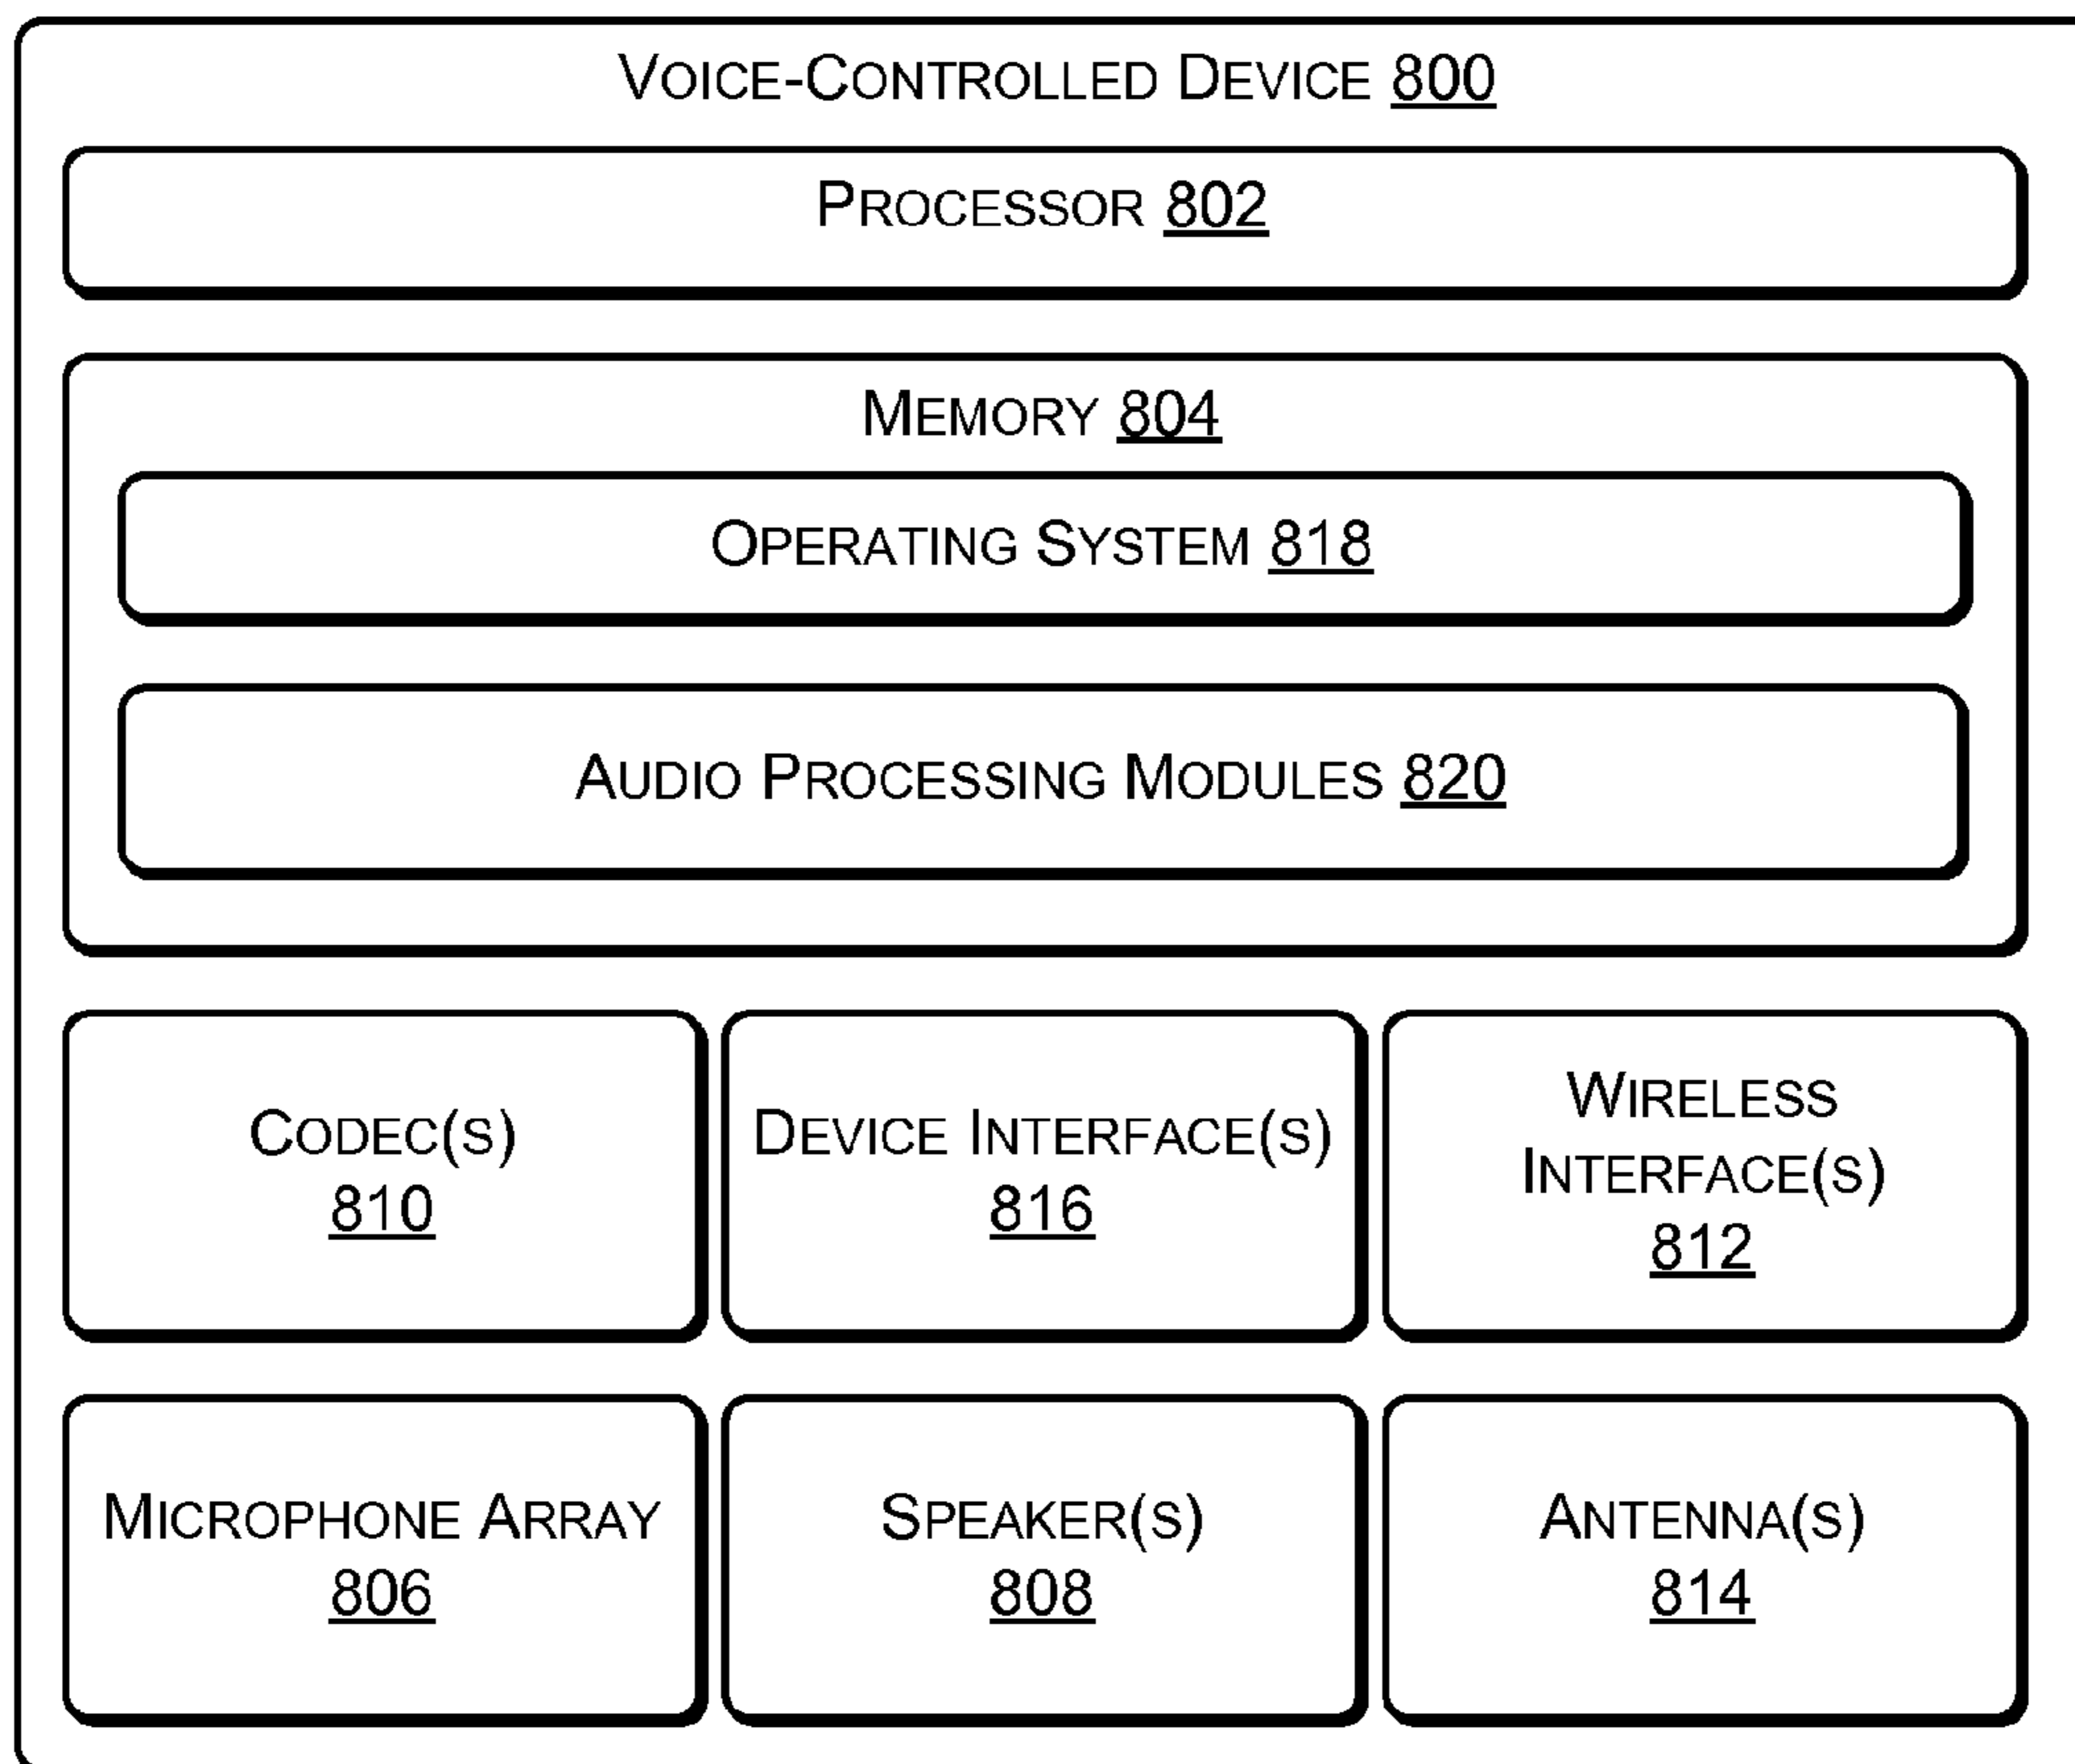 VOICE-CONTROLLED DEVICE 800
PROCESSOR 802
MEMORY 804
OPERATING SYSTEM 818
AUDIO PROCESSING MODULES 820
CODEC(S)
810
DEVICE INTERFACE(S)
816
WIRELESS
INTERFACE(S)
812
MICROPHONE ARRAY
806
SPEAKER(S)
808
ANTENNA(S)
814